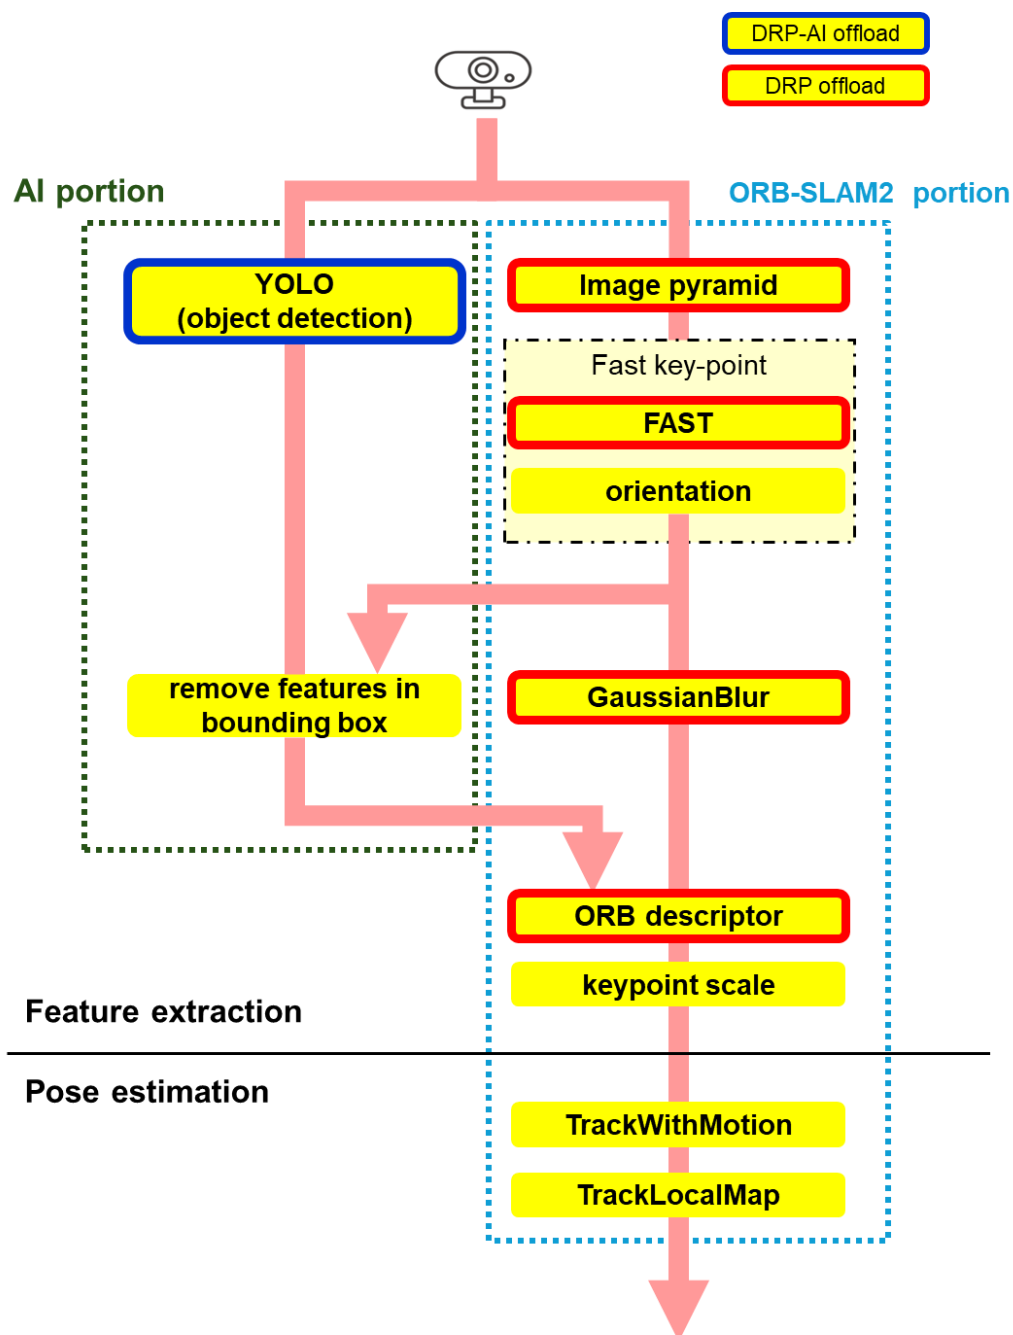 DRP-AI offload
DRP offload
AI portion
ORB-SLAM2 portion
YOLO
(object detection)
Image pyramid
Fast key-point
FAST
orientation
remove features in
bounding box
GaussianBlur
ORB descriptor
keypoint scale
Feature extraction
Pose estimation
TrackWithMotion
TrackLocalMap